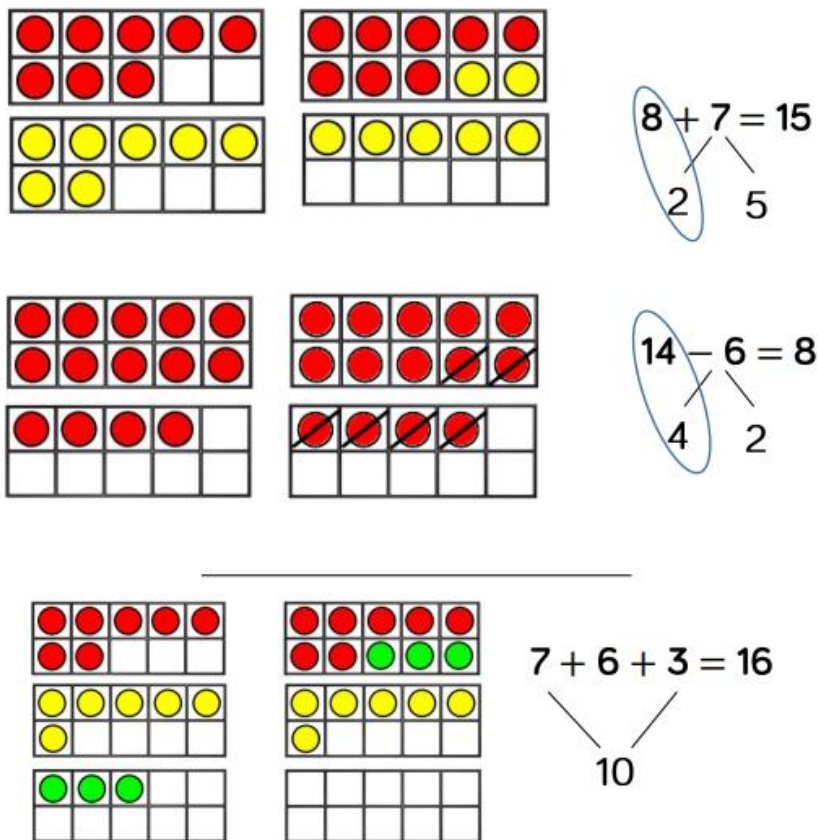 8 + 7 = 15
2 5
14 – 6 = 8
4 2
7 + 6 + 3 = 16
10